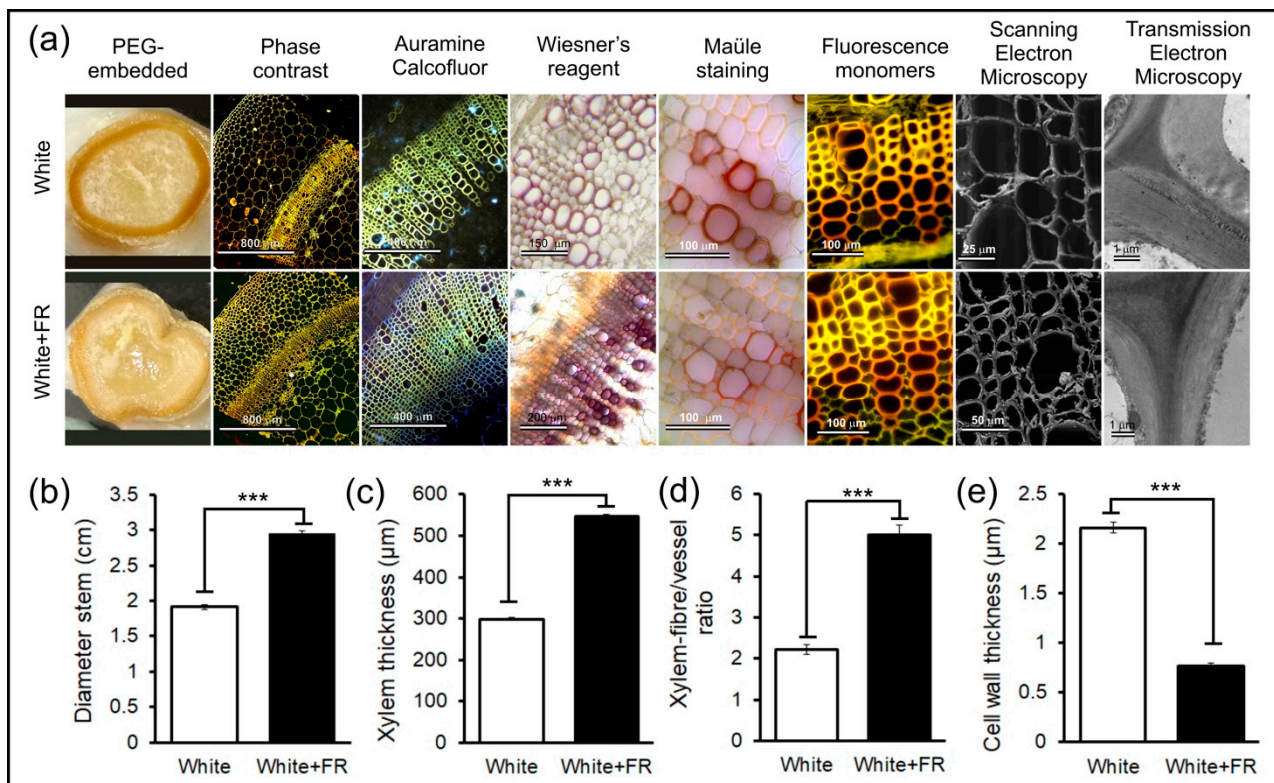 (a)
PEG-
embedded
Phase
contrast
Auramine
Calcofluor
Wiesner's
reagent
Maüle
staining
Fluorescence
monomers
Scanning
Electron
Microscopy
Transmission
Electron
Microscopy
White
800 µm
400 µm
150 µm
100 µm
100 µm
25 µm
1 µm
White+FR
800 µm
400 µm
200 µm
100 µm
100 µm
50 µm
1 µm
(b)
Diameter stem (cm)
3.5
3
2.5
2
1.5
1
0.5
0
***
White
White+FR
(c)
Xylem thickness (µm)
600
500
400
300
200
100
0
***
White
White+FR
(d)
Xylem-fibre/vessel
ratio
6
5
4
3
2
1
0
***
White
White+FR
(e)
Cell wall thickness (µm)
2.5
2
1.5
1
0.5
0
***
White
White+FR